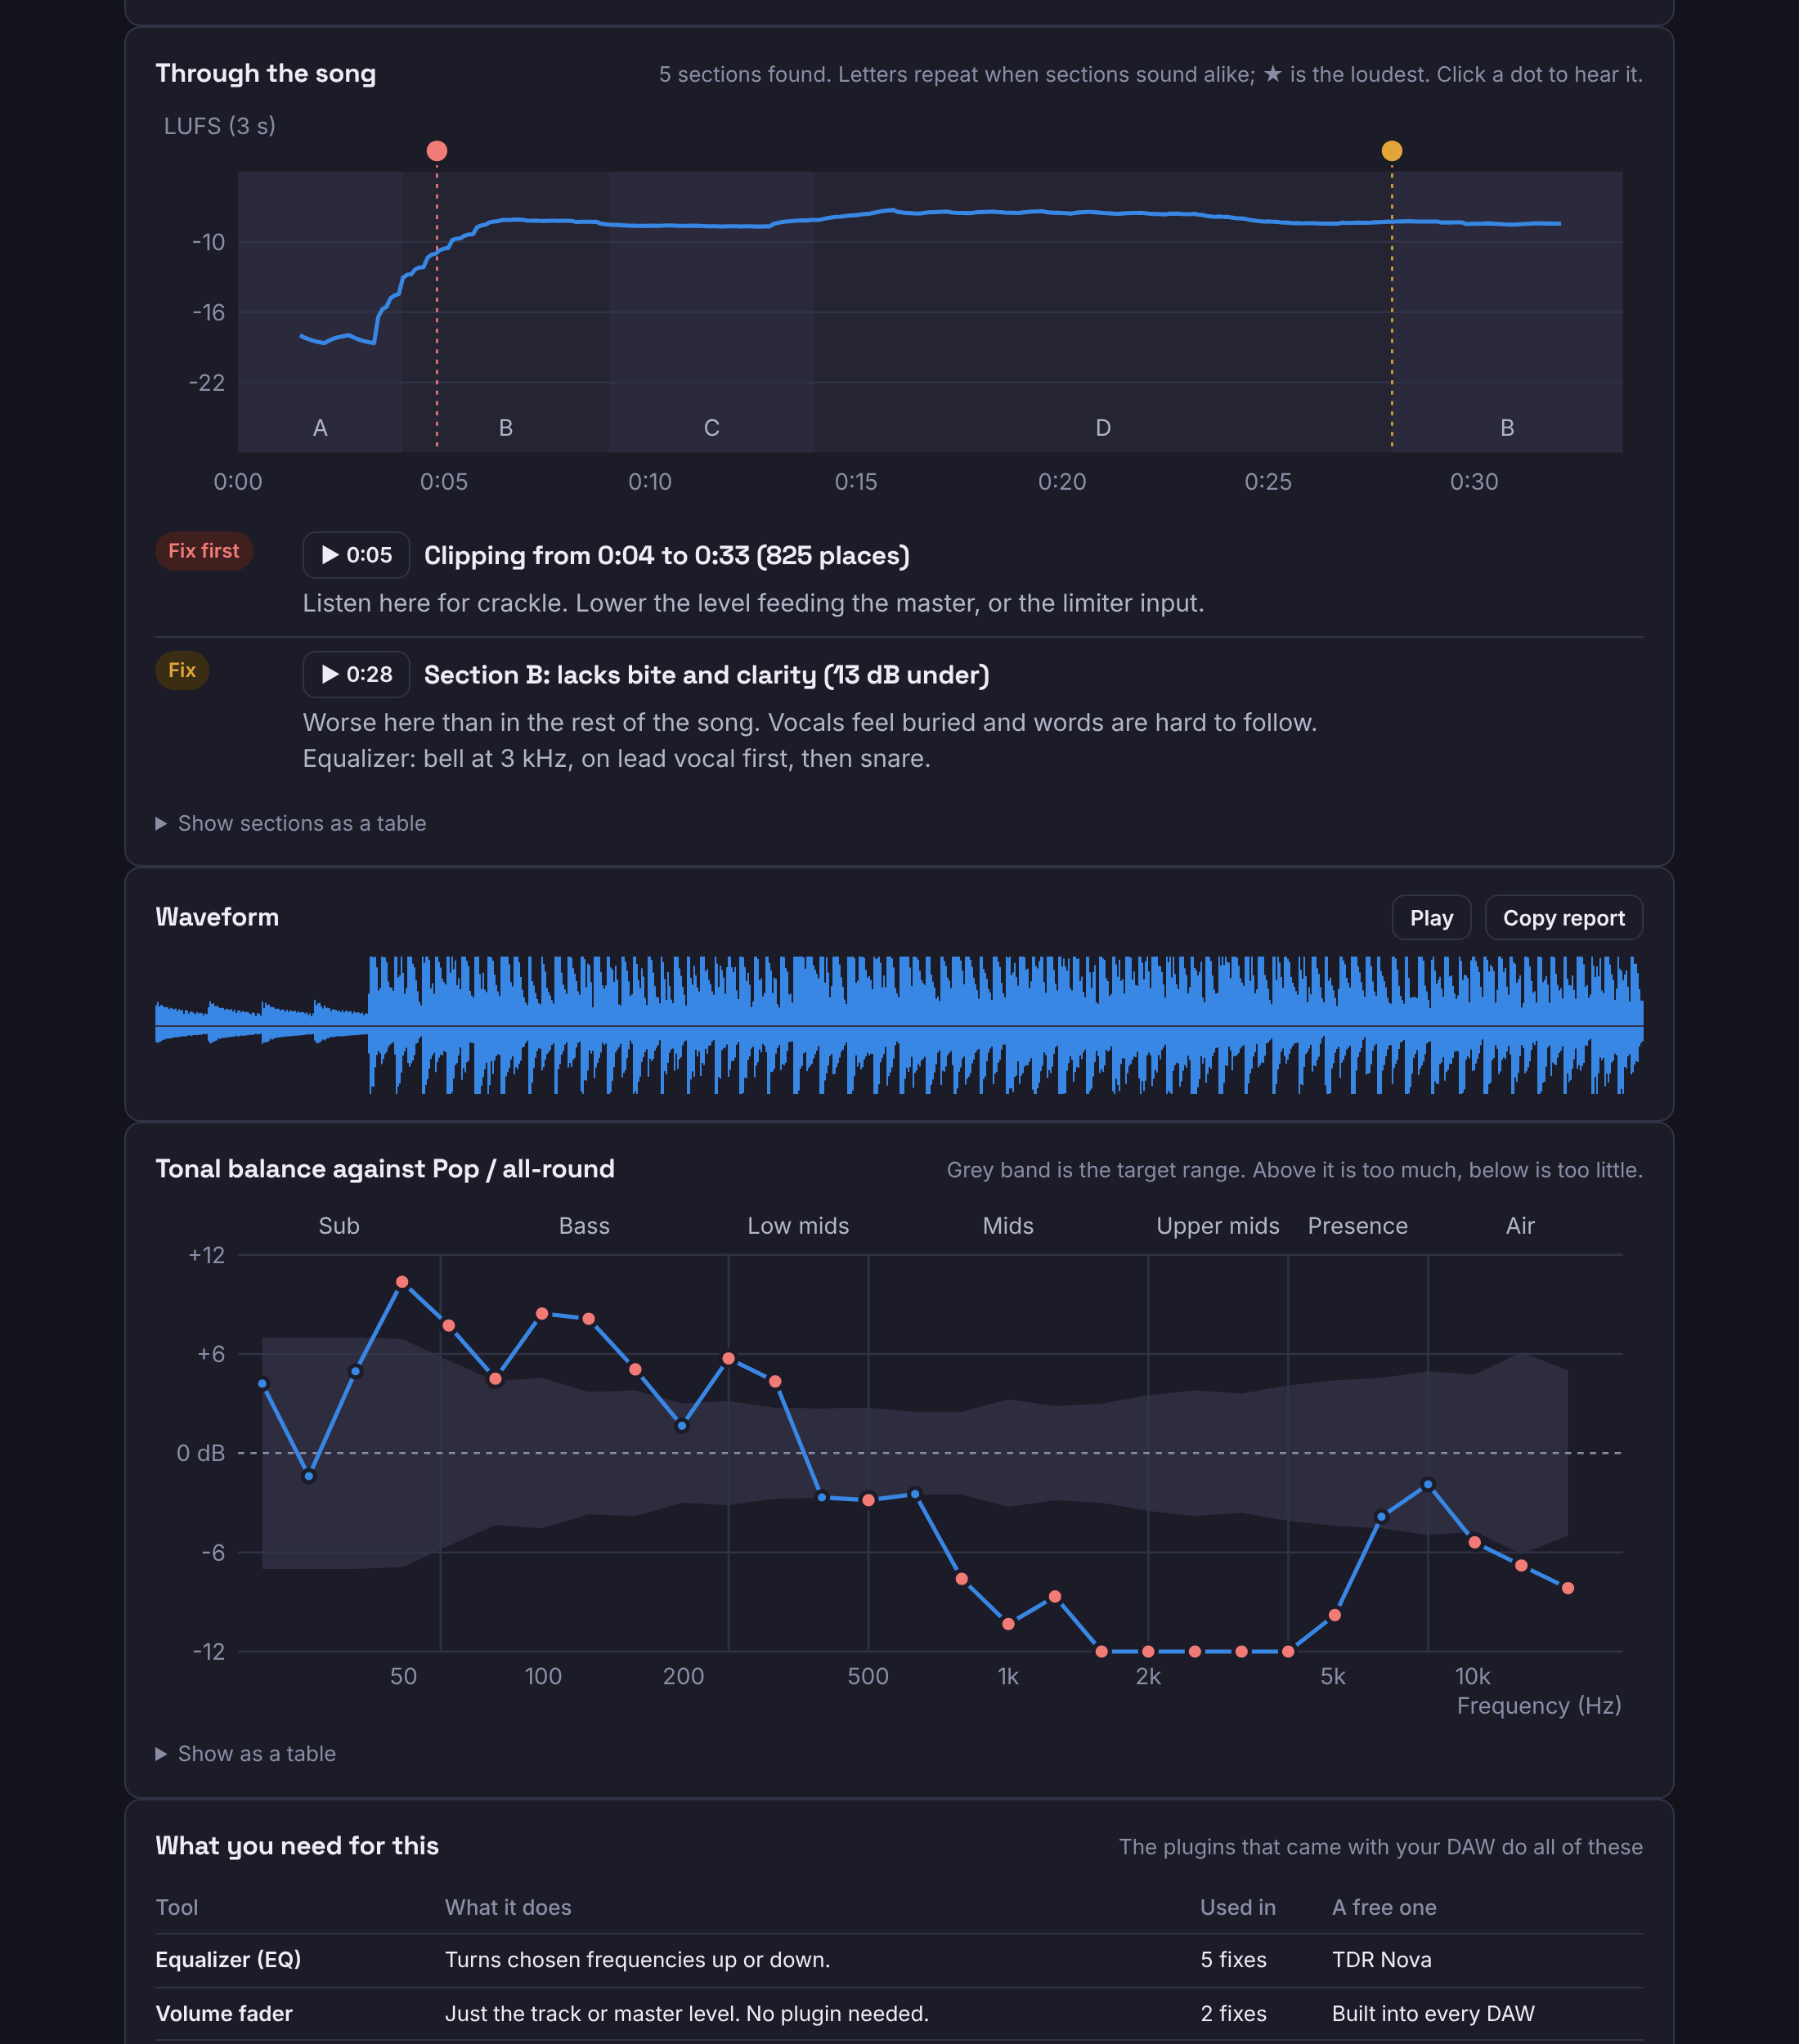 Through the song
5 sections found. Letters repeat when sections sound alike; ★ is the loudest. Click a dot to hear it.
LUFS (3 s)
-10
-16
-22
A B C D B
0:00 0:05 0:10 0:15 0:20 0:25 0:30
Fix first
▶ 0:05 Clipping from 0:04 to 0:33 (825 places)
Listen here for crackle. Lower the level feeding the master, or the limiter input.
Fix
▶ 0:28 Section B: lacks bite and clarity (13 dB under)
Worse here than in the rest of the song. Vocals feel buried and words are hard to follow.
Equalizer: bell at 3 kHz, on lead vocal first, then snare.
▶ Show sections as a table
Waveform
Play Copy report
Tonal balance against Pop / all-round
Grey band is the target range. Above it is too much, below is too little.
Sub Bass Low mids Mids Upper mids Presence Air
+12
+6
0 dB
-6
-12
50 100 200 500 1k 2k 5k 10k
Frequency (Hz)
▶ Show as a table
What you need for this
The plugins that came with your DAW do all of these
Tool What it does Used in A free one
Equalizer (EQ) Turns chosen frequencies up or down. 5 fixes TDR Nova
Volume fader Just the track or master level. No plugin needed. 2 fixes Built into every DAW